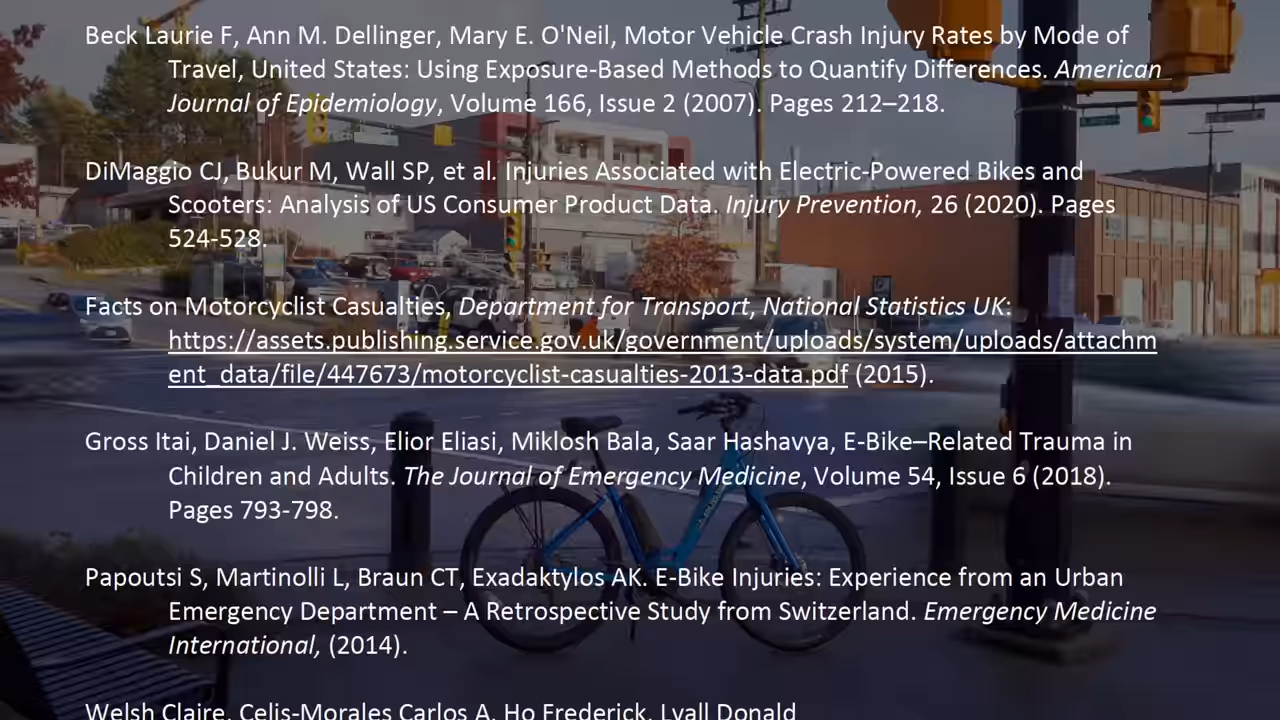 Beck Laurie F, Ann M. Dellinger, Mary E. O'Neil, Motor Vehicle Crash Injury Rates by Mode of
Travel, United States: Using Exposure-Based Methods to Quantify Differences. American
Journal of Epidemiology, Volume 166, Issue 2 (2007). Pages 212–218.
DiMaggio CJ, Bukur M, Wall SP, et al. Injuries Associated with Electric-Powered Bikes and
Scooters: Analysis of US Consumer Product Data. Injury Prevention, 26 (2020). Pages
524-528.
Facts on Motorcyclist Casualties, Department for Transport, National Statistics UK:
https://assets.publishing.service.gov.uk/government/uploads/system/uploads/attachm
ent_data/file/447673/motorcyclist-casualties-2013-data.pdf (2015).
Gross Itai, Daniel J. Weiss, Elior Eliasi, Miklosh Bala, Saar Hashavya, E-Bike–Related Trauma in
Children and Adults. The Journal of Emergency Medicine, Volume 54, Issue 6 (2018).
Pages 793-798.
Papoutsi S, Martinolli L, Braun CT, Exadaktylos AK. E-Bike Injuries: Experience from an Urban
Emergency Department – A Retrospective Study from Switzerland. Emergency Medicine
International, (2014).
Welsh Claire, Celis-Morales Carlos A, Ho Frederick, Lyall Donald